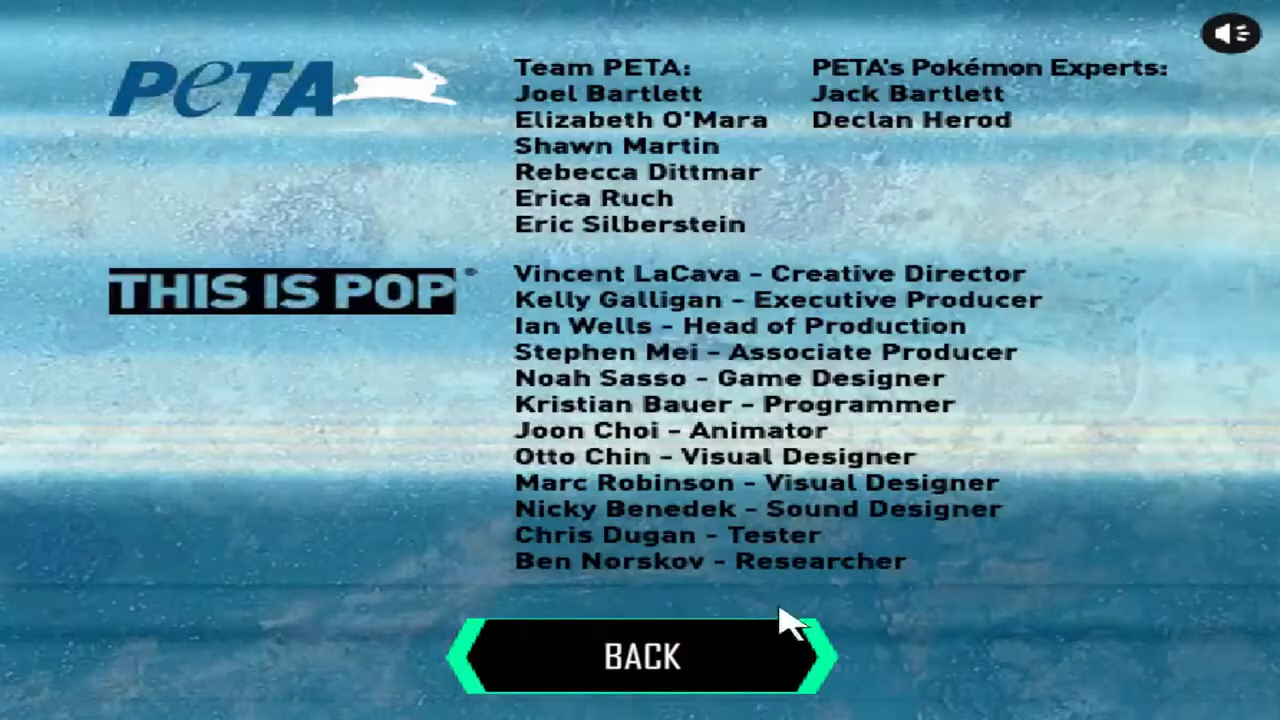 PETA
Team PETA:
Joel Bartlett
Elizabeth O'Mara
Shawn Martin
Rebecca Dittmar
Erica Ruch
Eric Silberstein
PETA's Pokémon Experts:
Jack Bartlett
Declan Herod
THIS IS POP
Vincent LaCava - Creative Director
Kelly Galligan - Executive Producer
Ian Wells - Head of Production
Stephen Mei - Associate Producer
Noah Sasso - Game Designer
Kristian Bauer - Programmer
Joon Choi - Animator
Otto Chin - Visual Designer
Marc Robinson - Visual Designer
Nicky Benedek - Sound Designer
Chris Dugan - Tester
Ben Norskov - Researcher
BACK